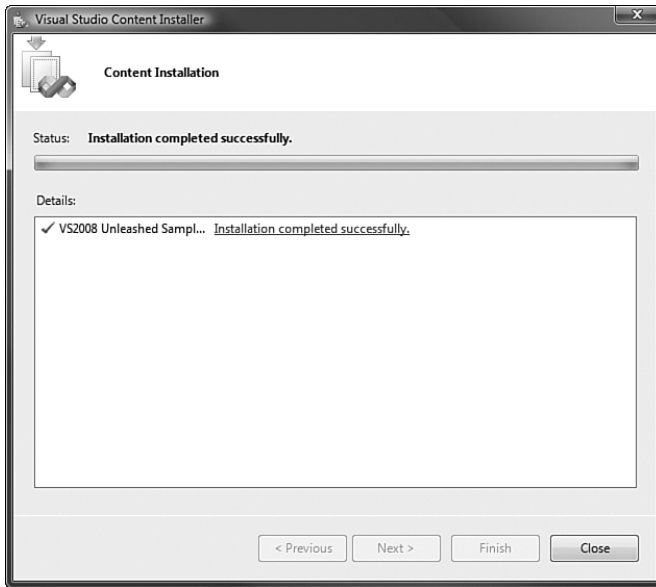 Visual Studio Content Installer
Content Installation
Status: Installation completed successfully.
Details:
VS2008 Unleashed Sampl... Installation completed successfully.
< Previous Next > Finish Close